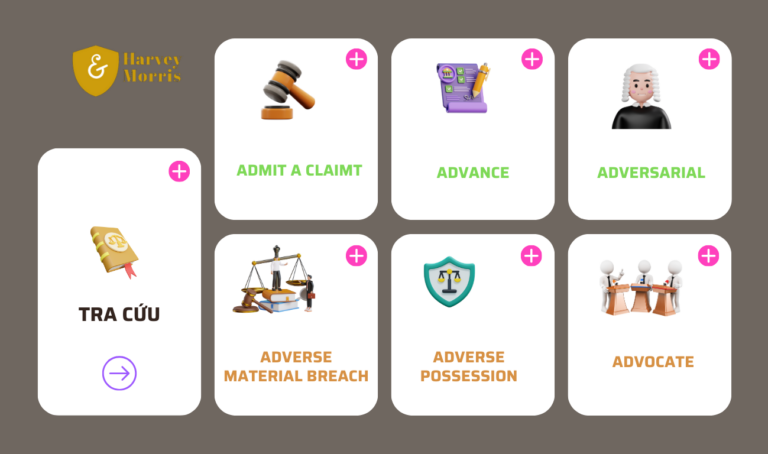 &
Harvey
Morris
TRA CỨU
ADMIT A CLAIMT
ADVANCE
ADVERSARIAL
ADVERSE
MATERIAL BREACH
ADVERSE
POSSESSION
ADVOCATE